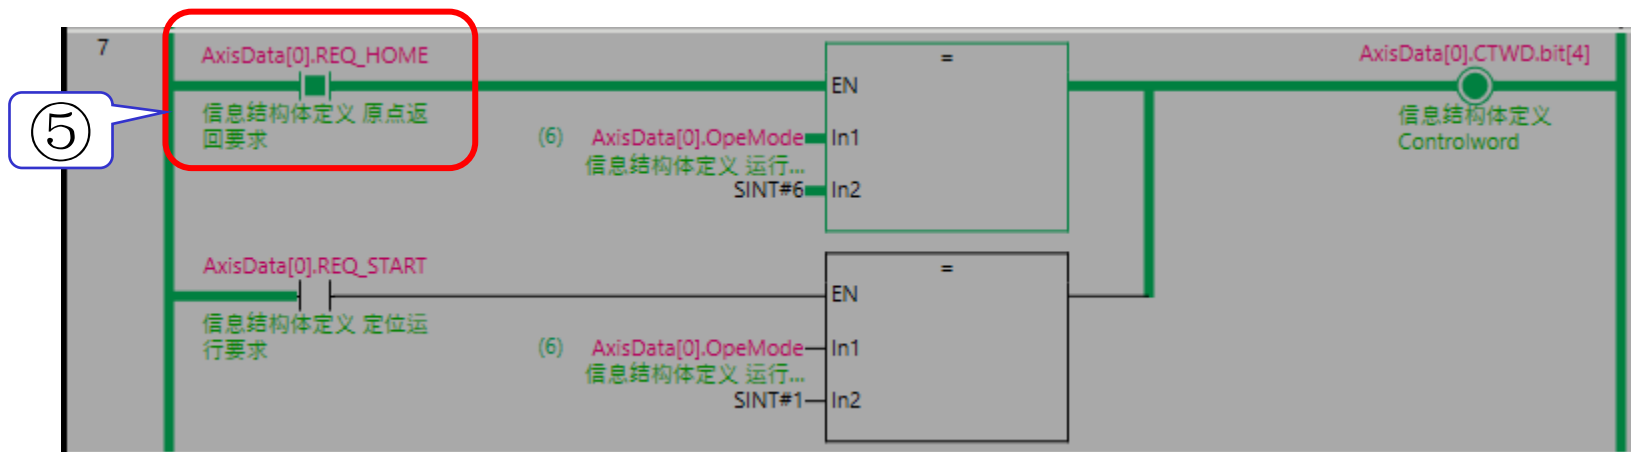 7
AxisData[0].REQ_HOME
=
AxisData[0].CTWD.bit[4]
EN
⑤
信息结构体定义 原点返
回要求
信息结构体定义
Controlword
(6) AxisData[0].OpeMode In1
信息结构体定义 运行...
SINT#6 In2
AxisData[0].REQ_START
=
EN
信息结构体定义 定位运
行要求
(6) AxisData[0].OpeMode In1
信息结构体定义 运行...
SINT#1 In2